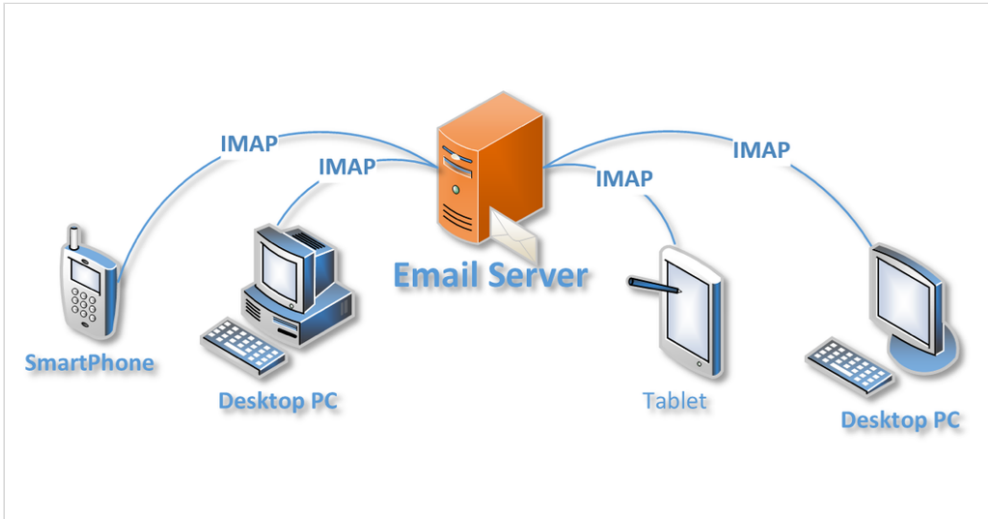 IMAP
IMAP
IMAP
IMAP
Email Server
SmartPhone
Desktop PC
Tablet
Desktop PC